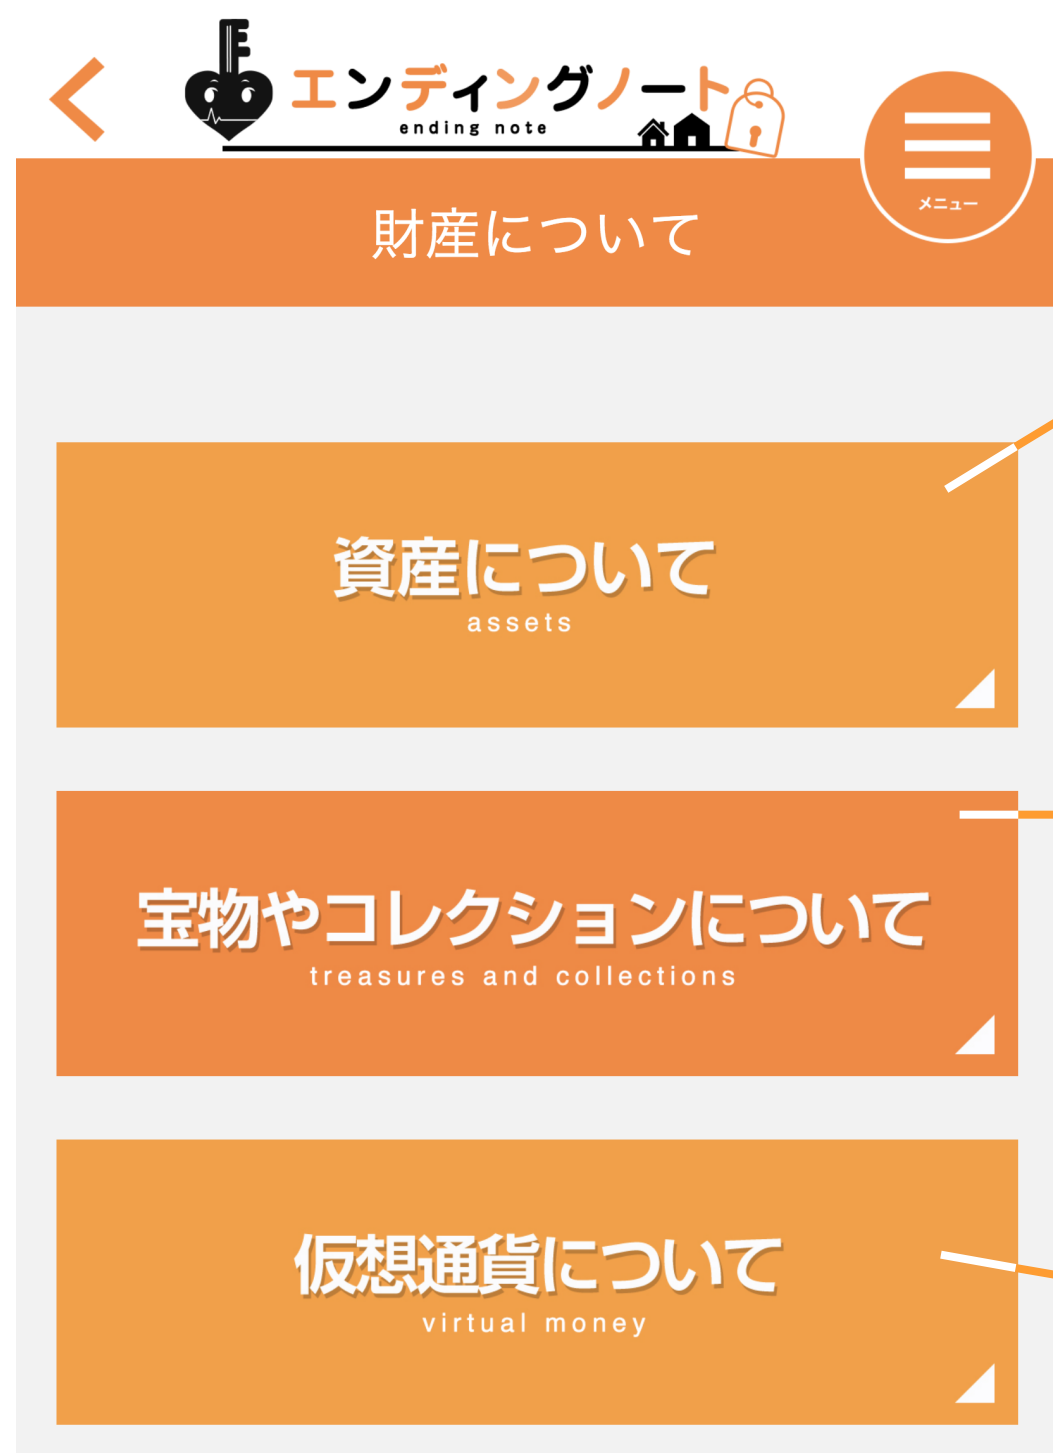 エンディングノート
ending note
メニュー
財産について
資産について
assets
宝物やコレクションについて
treasures and collections
仮想通貨について
virtual money